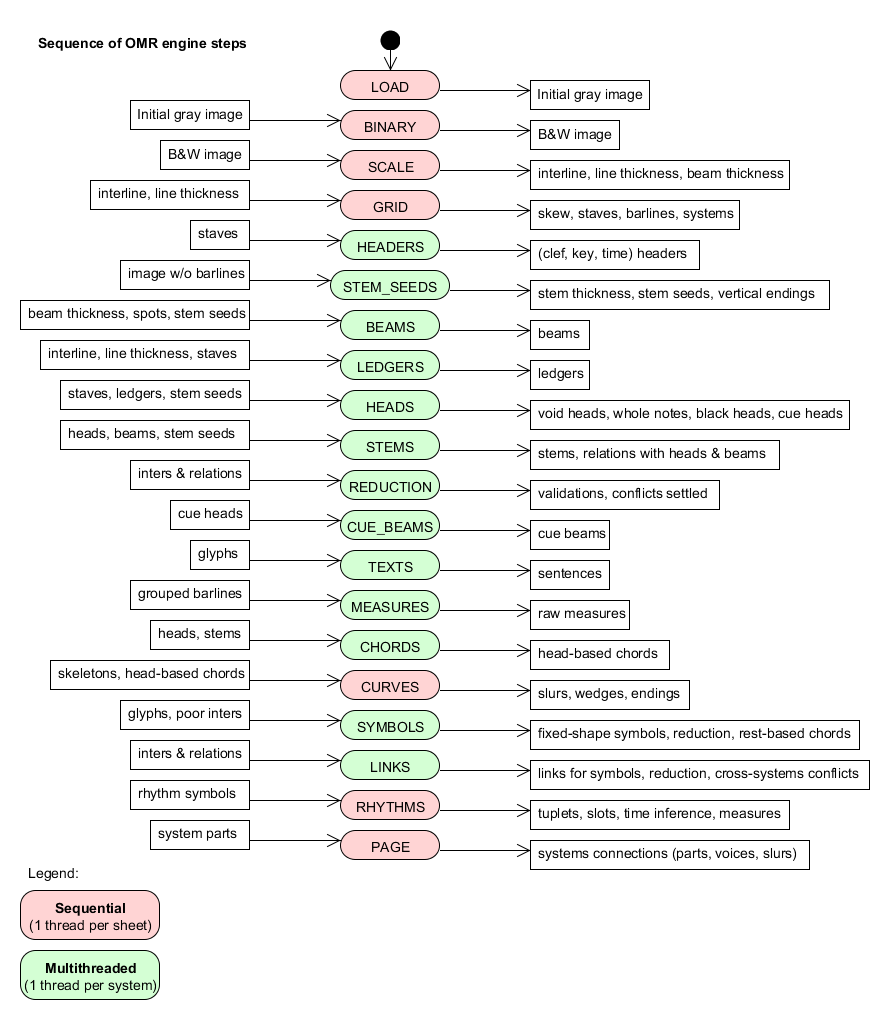 Sequence of OMR engine steps
LOAD
Initial gray image
Initial gray image
BINARY
B&W image
B&W image
SCALE
interline, line thickness, beam thickness
interline, line thickness
GRID
skew, staves, barlines, systems
staves
HEADERS
(clef, key, time) headers
image w/o barlines
STEM_SEEDS
stem thickness, stem seeds, vertical endings
beam thickness, spots, stem seeds
BEAMS
beams
interline, line thickness, staves
LEDGERS
ledgers
staves, ledgers, stem seeds
HEADS
void heads, whole notes, black heads, cue heads
heads, beams, stem seeds
STEMS
stems, relations with heads & beams
inters & relations
REDUCTION
validations, conflicts settled
cue heads
CUE_BEAMS
cue beams
glyphs
TEXTS
sentences
grouped barlines
MEASURES
raw measures
heads, stems
CHORDS
head-based chords
skeletons, head-based chords
CURVES
slurs, wedges, endings
glyphs, poor inters
SYMBOLS
fixed-shape symbols, reduction, rest-based chords
inters & relations
LINKS
links for symbols, reduction, cross-systems conflicts
rhythm symbols
RHYTHMS
tuplets, slots, time inference, measures
system parts
PAGE
systems connections (parts, voices, slurs)
Legend:
Sequential
(1 thread per sheet)
Multithreaded
(1 thread per system)